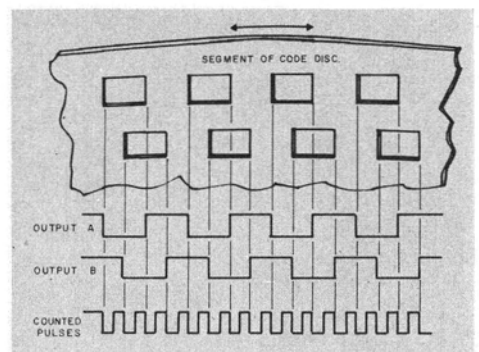 SEGMENT OF CODE DISC.
OUTPUT A
OUTPUT B
COUNTED
PULSES